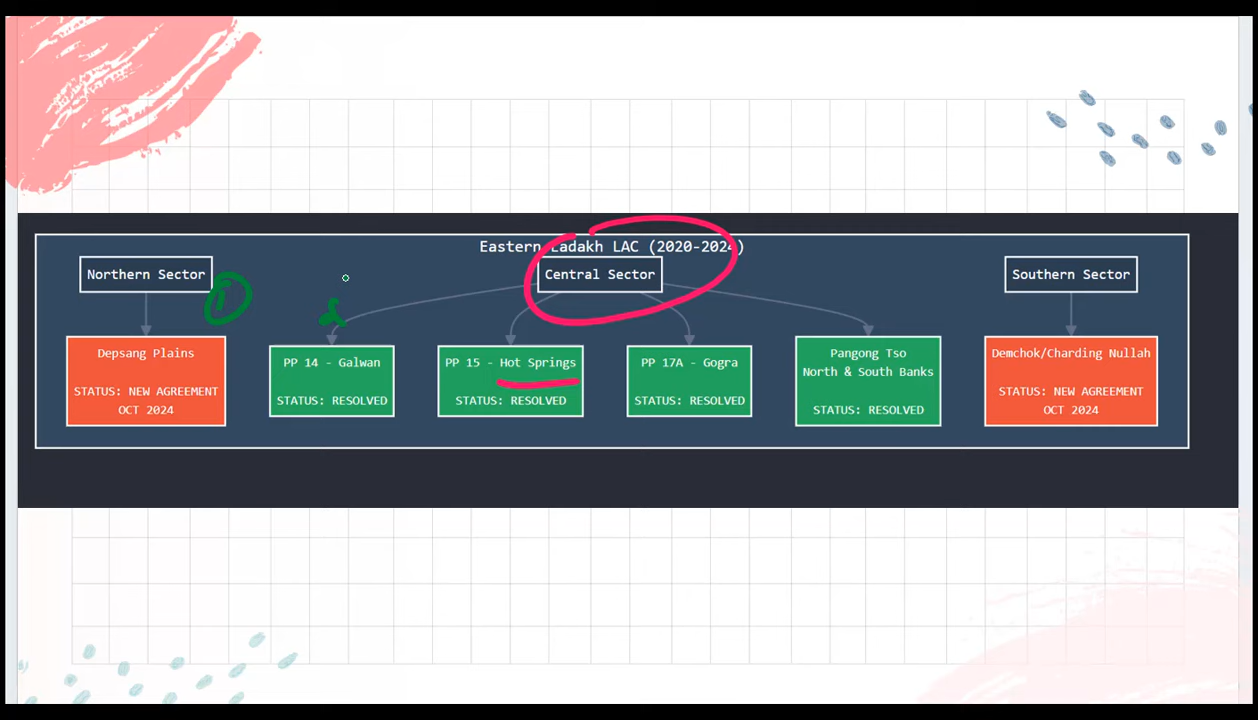 Eastern Ladakh LAC (2020-2024)
Northern Sector
Central Sector
Southern Sector
1
2
Depsang Plains
STATUS: NEW AGREEMENT
OCT 2024
PP 14 - Galwan
STATUS: RESOLVED
PP 15 - Hot Springs
STATUS: RESOLVED
PP 17A - Gogra
STATUS: RESOLVED
Pangong Tso
North & South Banks
STATUS: RESOLVED
Demchok/Charding Nullah
STATUS: NEW AGREEMENT
OCT 2024